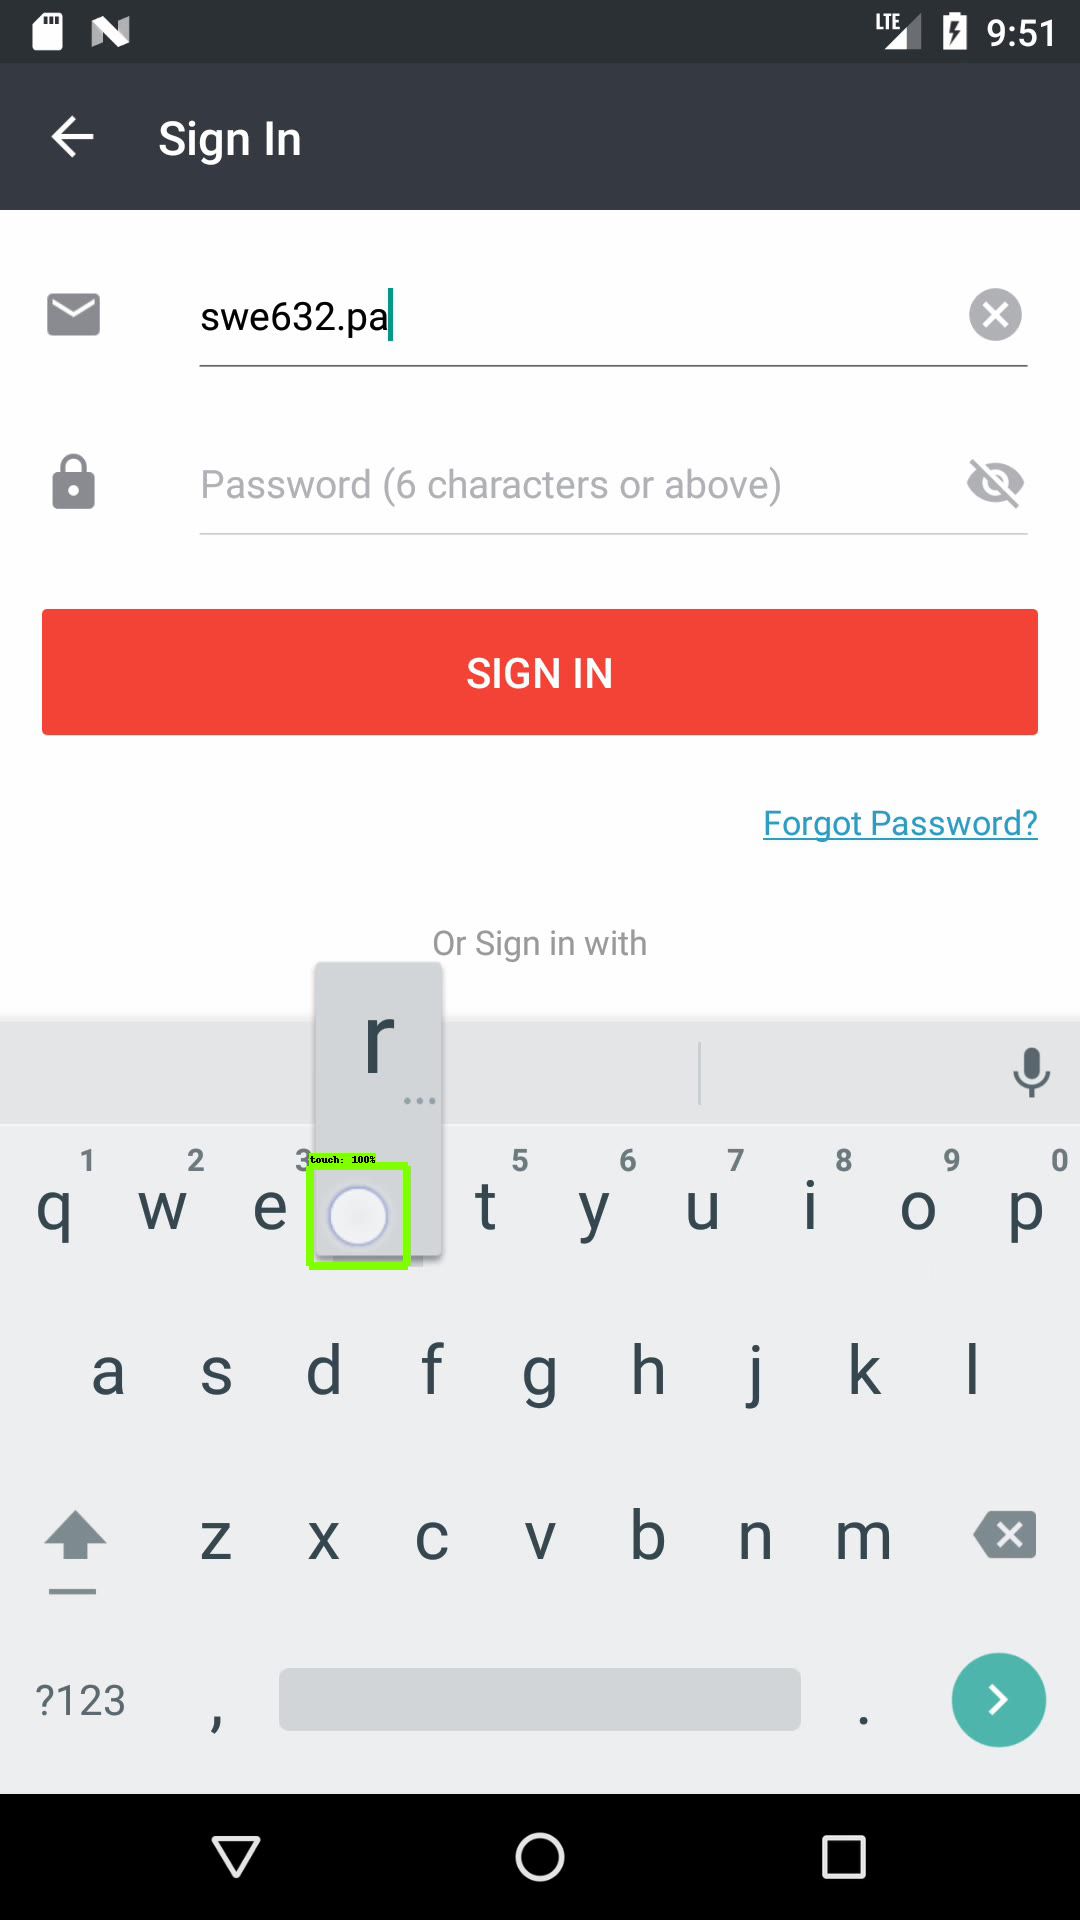 LTE 9:51
Sign In
swe632.pa
Password (6 characters or above)
SIGN IN
Forgot Password?
Or Sign in with
r
...
touch: 100%
1 2 3 5 6 7 8 9 0
q w e t y u i o p
a s d f g h j k l
z x c v b n m
?123 , .